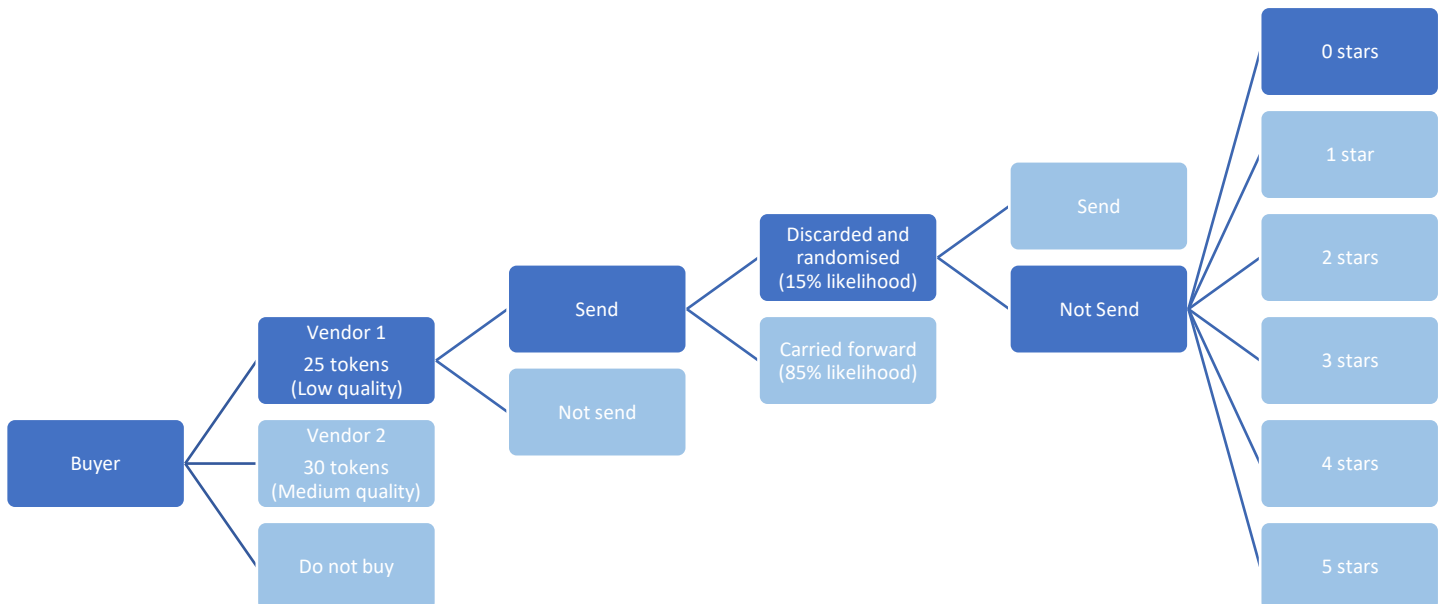 Buyer
Vendor 1
25 tokens
(Low quality)
Vendor 2
30 tokens
(Medium quality)
Do not buy
Send
Not send
Discarded and
randomised
(15% likelihood)
Carried forward
(85% likelihood)
Send
Not Send
0 stars
1 star
2 stars
3 stars
4 stars
5 stars